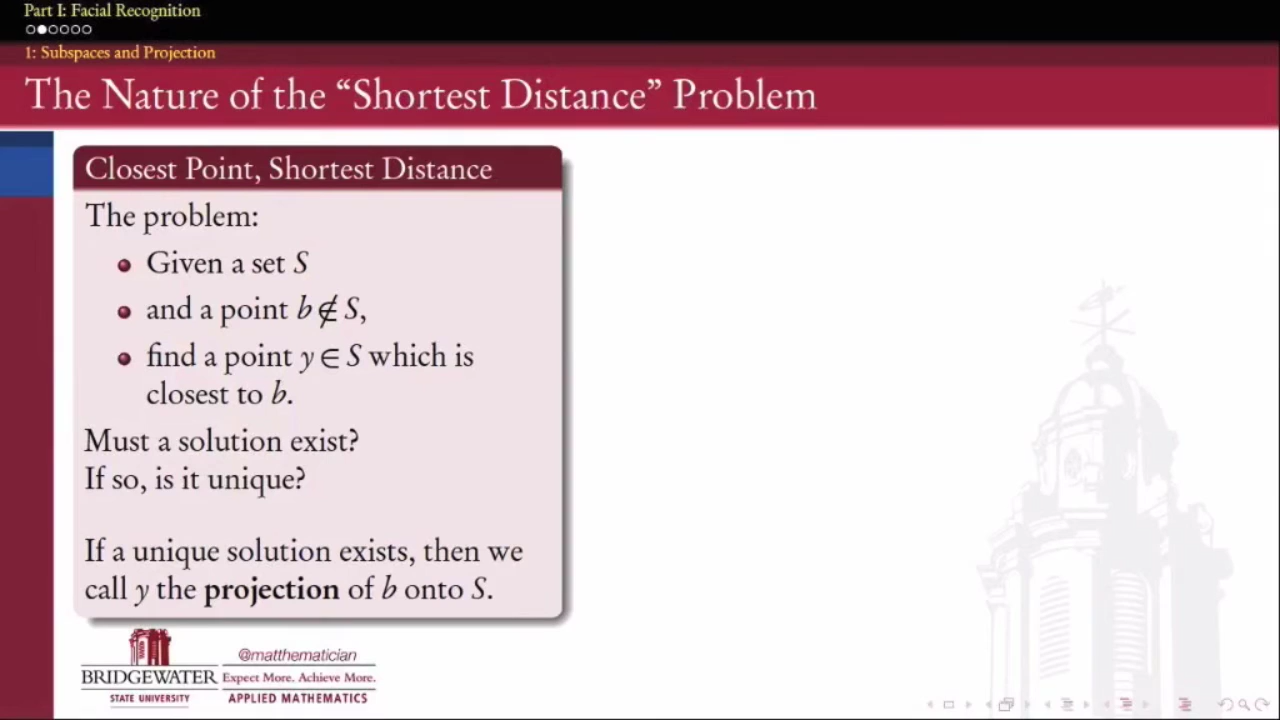 Part I: Facial Recognition
1: Subspaces and Projection
The Nature of the “Shortest Distance” Problem
Closest Point, Shortest Distance
The problem:
Given a set S
and a point b ∉ S,
find a point y ∈ S which is
closest to b.
Must a solution exist?
If so, is it unique?
If a unique solution exists, then we
call y the projection of b onto S.
BRIDGEWATER
STATE UNIVERSITY
@matthematician
Expect More. Achieve More.
APPLIED MATHEMATICS